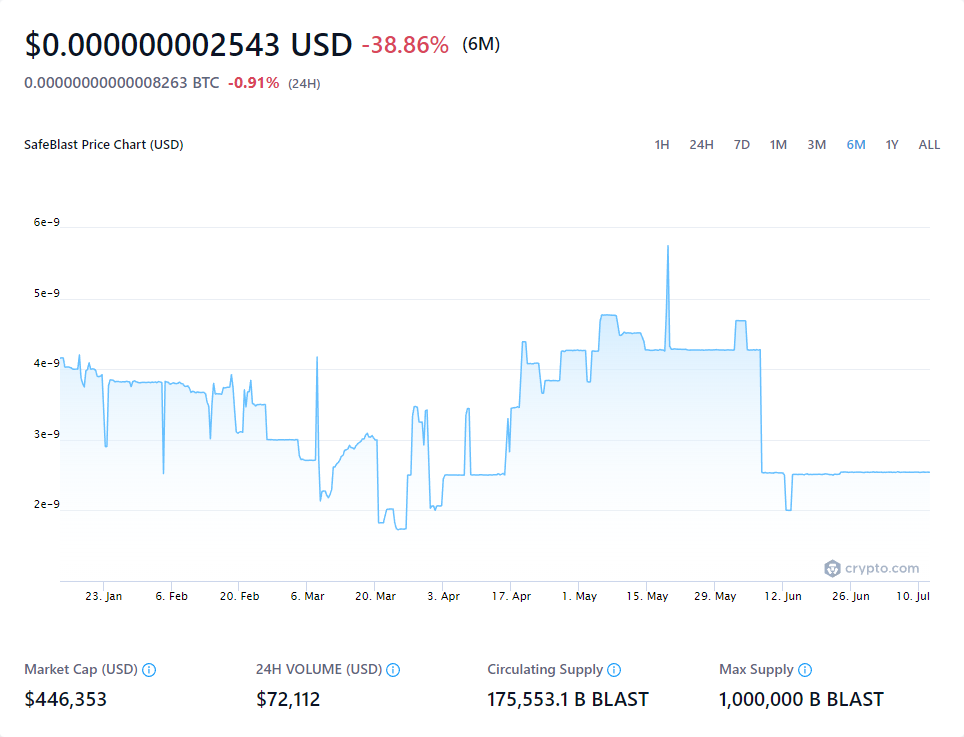 $0.000000002543 USD -38.86% (6M)
0.00000000000008263 BTC -0.91% (24H)
SafeBlast Price Chart (USD) 1H 24H 7D 1M 3M 6M 1Y ALL
6e-9
5e-9
4e-9
3e-9
2e-9
crypto.com
23. Jan 6. Feb 20. Feb 6. Mar 20. Mar 3. Apr 17. Apr 1. May 15. May 29. May 12. Jun 26. Jun 10. Jul
Market Cap (USD) 24H VOLUME (USD) Circulating Supply Max Supply
$446,353 $72,112 175,553.1 B BLAST 1,000,000 B BLAST